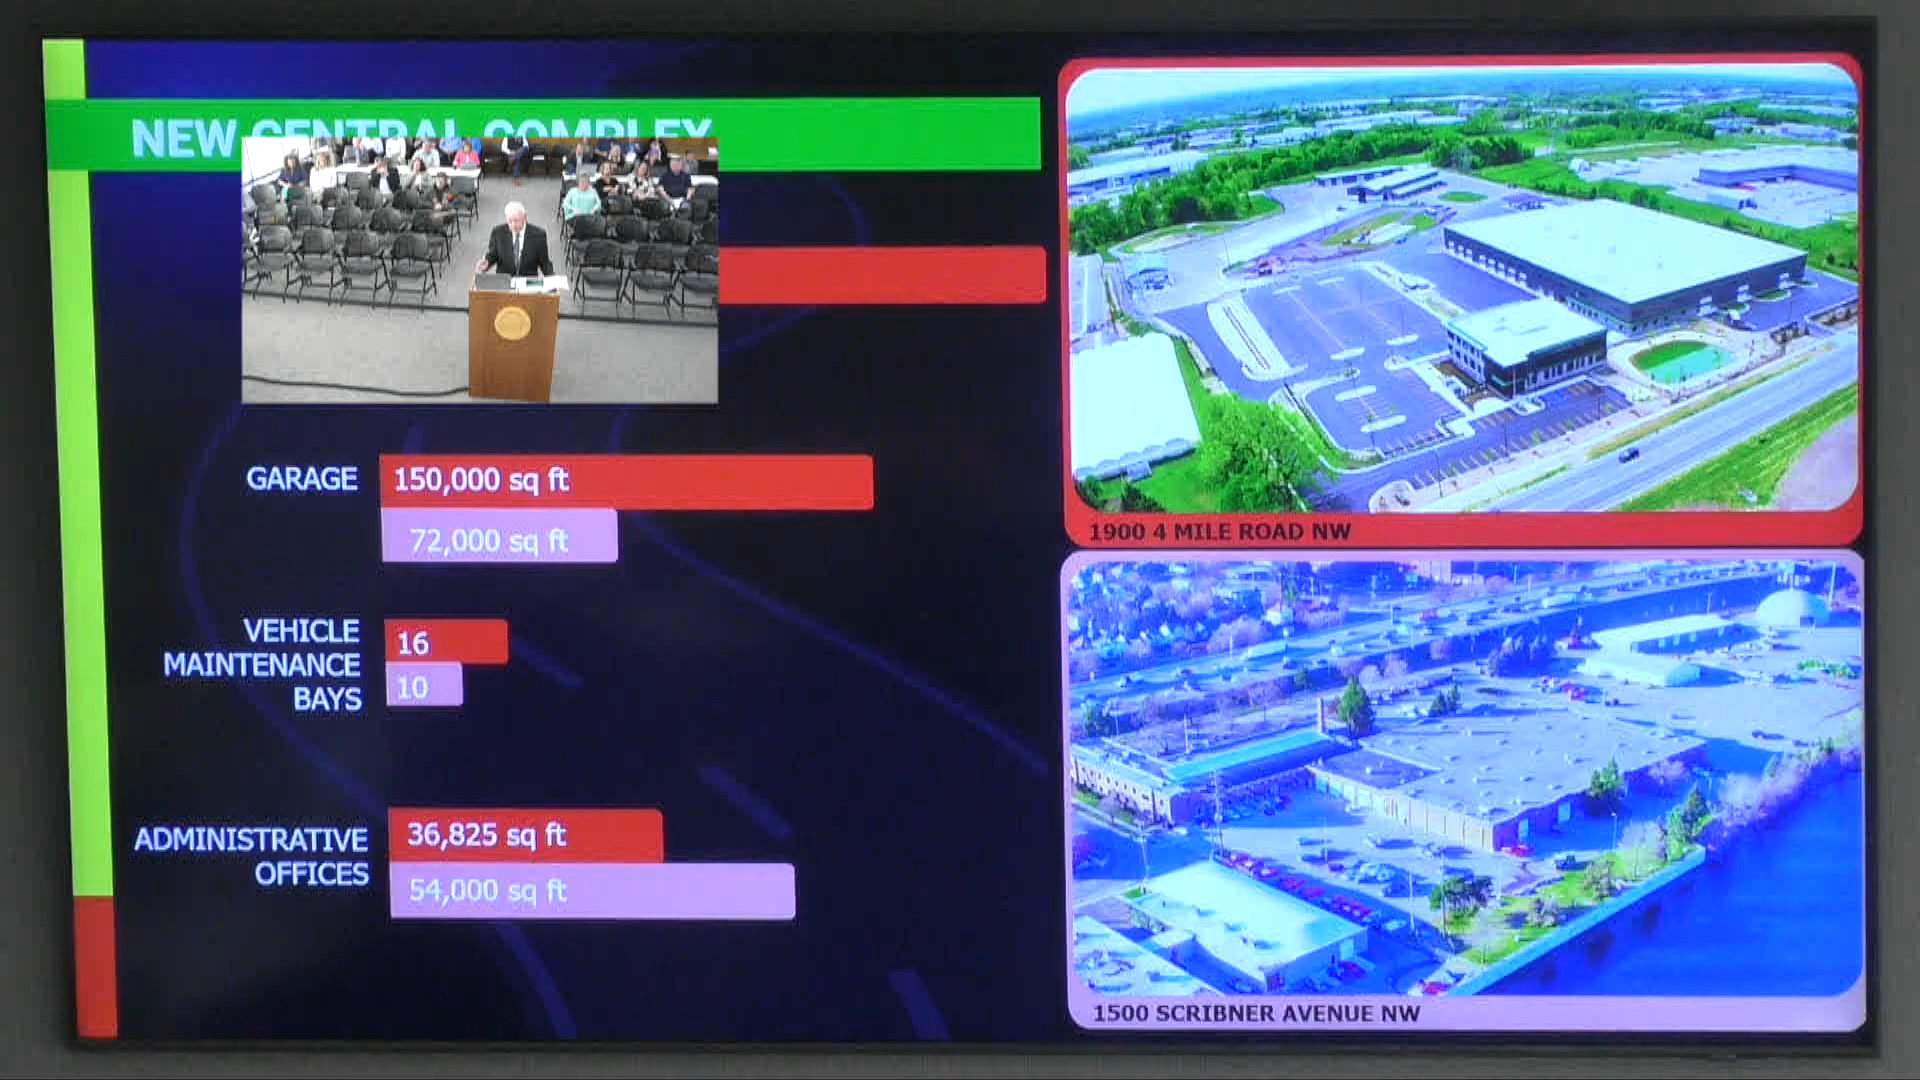 NEW CENTRAL COMPLEX
GARAGE
150,000 sq ft
72,000 sq ft
VEHICLE
MAINTENANCE
BAYS
16
10
ADMINISTRATIVE
OFFICES
36,825 sq ft
54,000 sq ft
1900 4 MILE ROAD NW
1500 SCRIBNER AVENUE NW